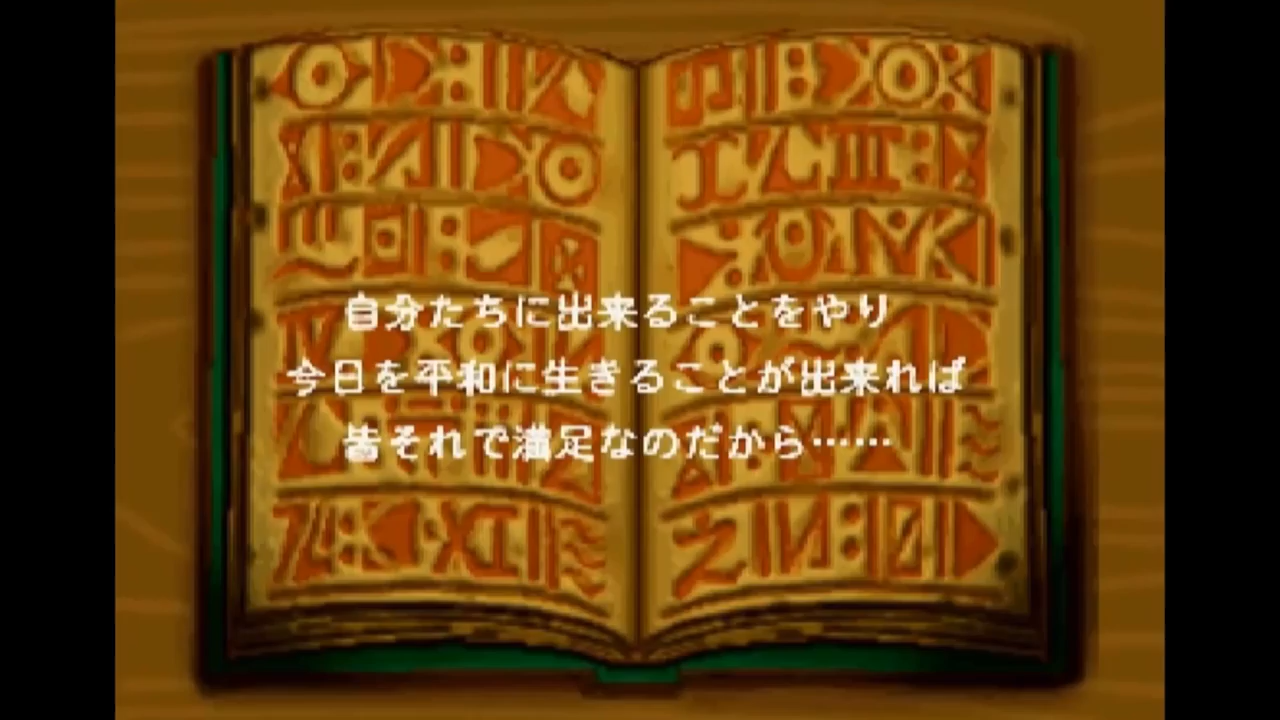 自分たちに出来ることをやり
今日を平和に生きることが出来れば
皆それで満足なのだから……